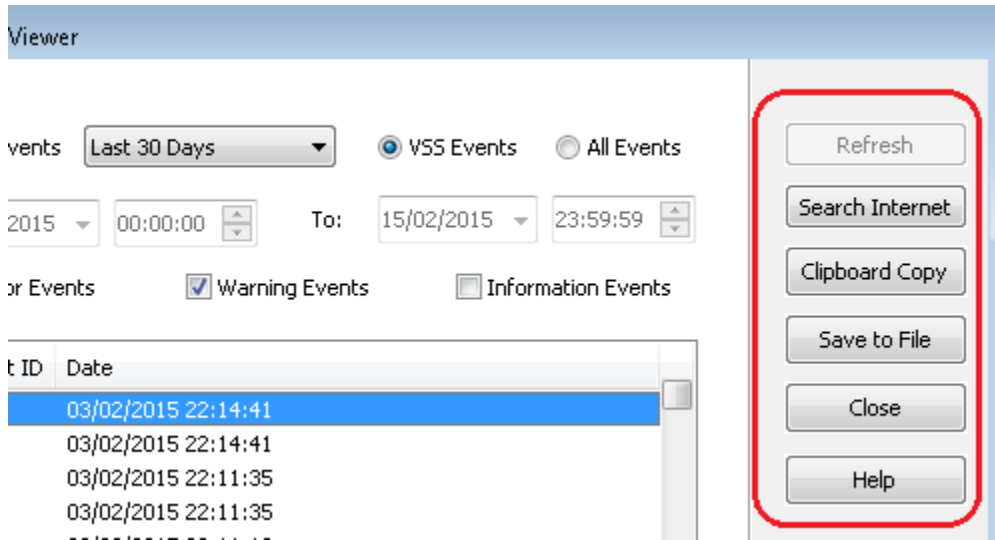 Viewer
vents Last 30 Days VSS Events All Events
2015 00:00:00 To: 15/02/2015 23:59:59
or Events Warning Events Information Events
t ID Date
03/02/2015 22:14:41
03/02/2015 22:14:41
03/02/2015 22:11:35
03/02/2015 22:11:35
Refresh
Search Internet
Clipboard Copy
Save to File
Close
Help